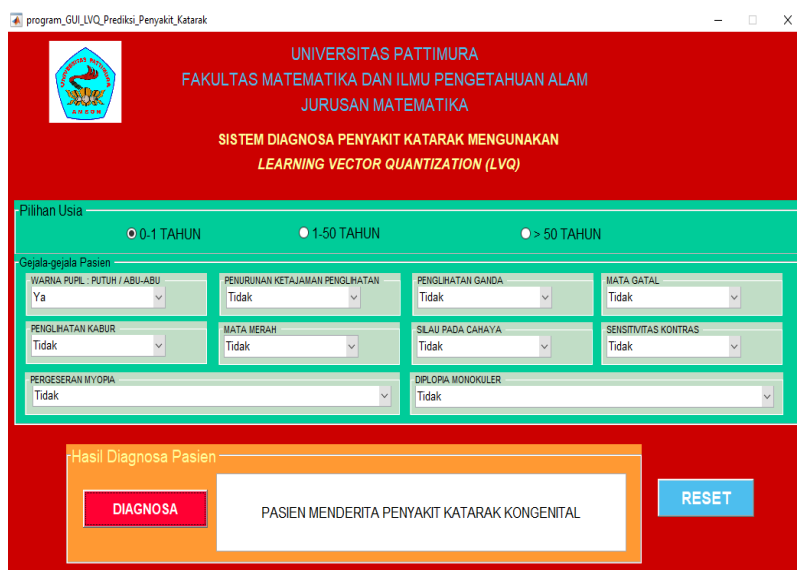 program_GUI_LVQ_Prediksi_Penyakit_Katarak
UNIVERSITAS PATTIMURA
FAKULTAS MATEMATIKA DAN ILMU PENGETAHUAN ALAM
JURUSAN MATEMATIKA
SISTEM DIAGNOSA PENYAKIT KATARAK MENGUNAKAN
LEARNING VECTOR QUANTIZATION (LVQ)
Pilihan Usia
0-1 TAHUN 1-50 TAHUN > 50 TAHUN
Gejala-gejala Pasien
WARNA PUPIL : PUTUH / ABU-ABU PENURUNAN KETAJAMAN PENGLIHATAN PENGLIHATAN GANDA MATA GATAL
Ya Tidak Tidak Tidak
PENGLIHATAN KABUR MATA MERAH SILAU PADA CAHAYA SENSITIVITAS KONTRAS
Tidak Tidak Tidak Tidak
PERGESERAN MYOPIA DIPLOPIA MONOKULER
Tidak Tidak
Hasil Diagnosa Pasien
DIAGNOSA PASIEN MENDERITA PENYAKIT KATARAK KONGENITAL RESET